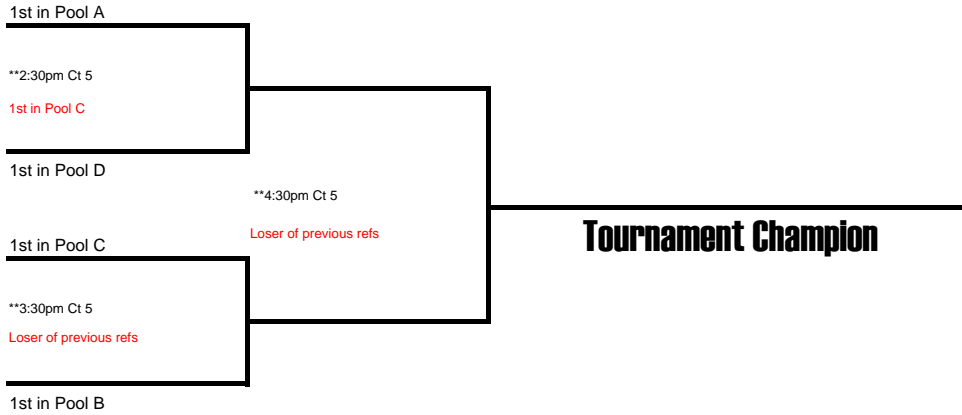 1st in Pool A
**2:30pm Ct 5
1st in Pool C
1st in Pool D
**4:30pm Ct 5
Loser of previous refs
Tournament Champion
1st in Pool C
**3:30pm Ct 5
Loser of previous refs
1st in Pool B